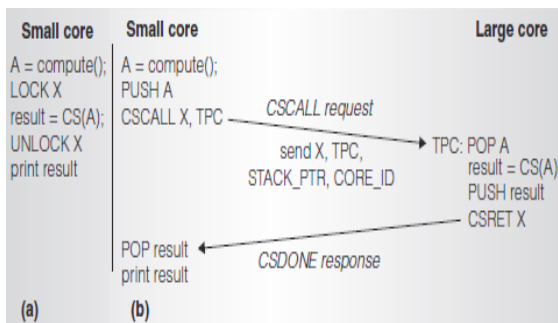 Small core
A = compute();
LOCK X
result = CS(A);
UNLOCK X
print result
(a)
Small core
A = compute();
PUSH A
CSCALL X, TPC
POP result
print result
(b)
CSCALL request
send X, TPC,
STACK_PTR, CORE_ID
CSDONE response
Large core
TPC: POP A
result = CS(A)
PUSH result
CSRET X